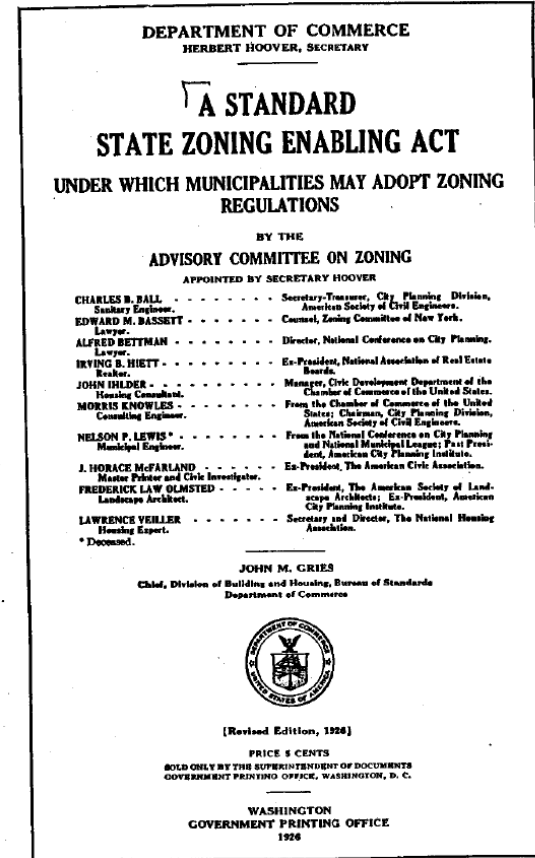 DEPARTMENT OF COMMERCE
HERBERT HOOVER, SECRETARY
A STANDARD
STATE ZONING ENABLING ACT
UNDER WHICH MUNICIPALITIES MAY ADOPT ZONING
REGULATIONS
BY THE
ADVISORY COMMITTEE ON ZONING
APPOINTED BY SECRETARY HOOVER
CHARLES B. BALL - - - - - - - - Secretary-Treasurer, City Planning Division,
Sanitary Engineer. American Society of Civil Engineers.
EDWARD M. BASSETT - - - - - - - Counsel, Zoning Committee of New York.
Lawyer.
ALFRED BETTMAN - - - - - - - - Director, National Conference on City Planning.
Lawyer.
IRVING B. HIETT - - - - - - - - - Ex-President, National Association of Real Estate
Realtor. Boards.
JOHN IHLDER - - - - - - - - - - Manager, Civic Development Department of the
Housing Consultant. Chamber of Commerce of the United States.
MORRIS KNOWLES - - - - - - - - From the Chamber of Commerce of the United
Consulting Engineer. States; Chairman, City Planning Division,
American Society of Civil Engineers.
NELSON P. LEWIS * - - - - - - - - From the National Conference on City Planning
Municipal Engineer. and National Municipal League; Past Presi-
dent, American City Planning Institute.
J. HORACE McFARLAND - - - - - - Ex-President, The American Civic Association.
Master Printer and Civic Investigator.
FREDERICK LAW OLMSTED - - - - - Ex-President, The American Society of Land-
Landscape Architect. scape Architects; Ex-President, American
City Planning Institute.
LAWRENCE VEILLER - - - - - - - Secretary and Director, The National Housing
Housing Expert. Association.
* Deceased.
JOHN M. GRIES
Chief, Division of Building and Housing, Bureau of Standards
Department of Commerce
DEPARTMENT OF COMMERCE
UNITED STATES OF AMERICA
[Revised Edition, 1926]
PRICE 5 CENTS
SOLD ONLY BY THE SUPERINTENDENT OF DOCUMENTS
GOVERNMENT PRINTING OFFICE, WASHINGTON, D. C.
WASHINGTON
GOVERNMENT PRINTING OFFICE
1926